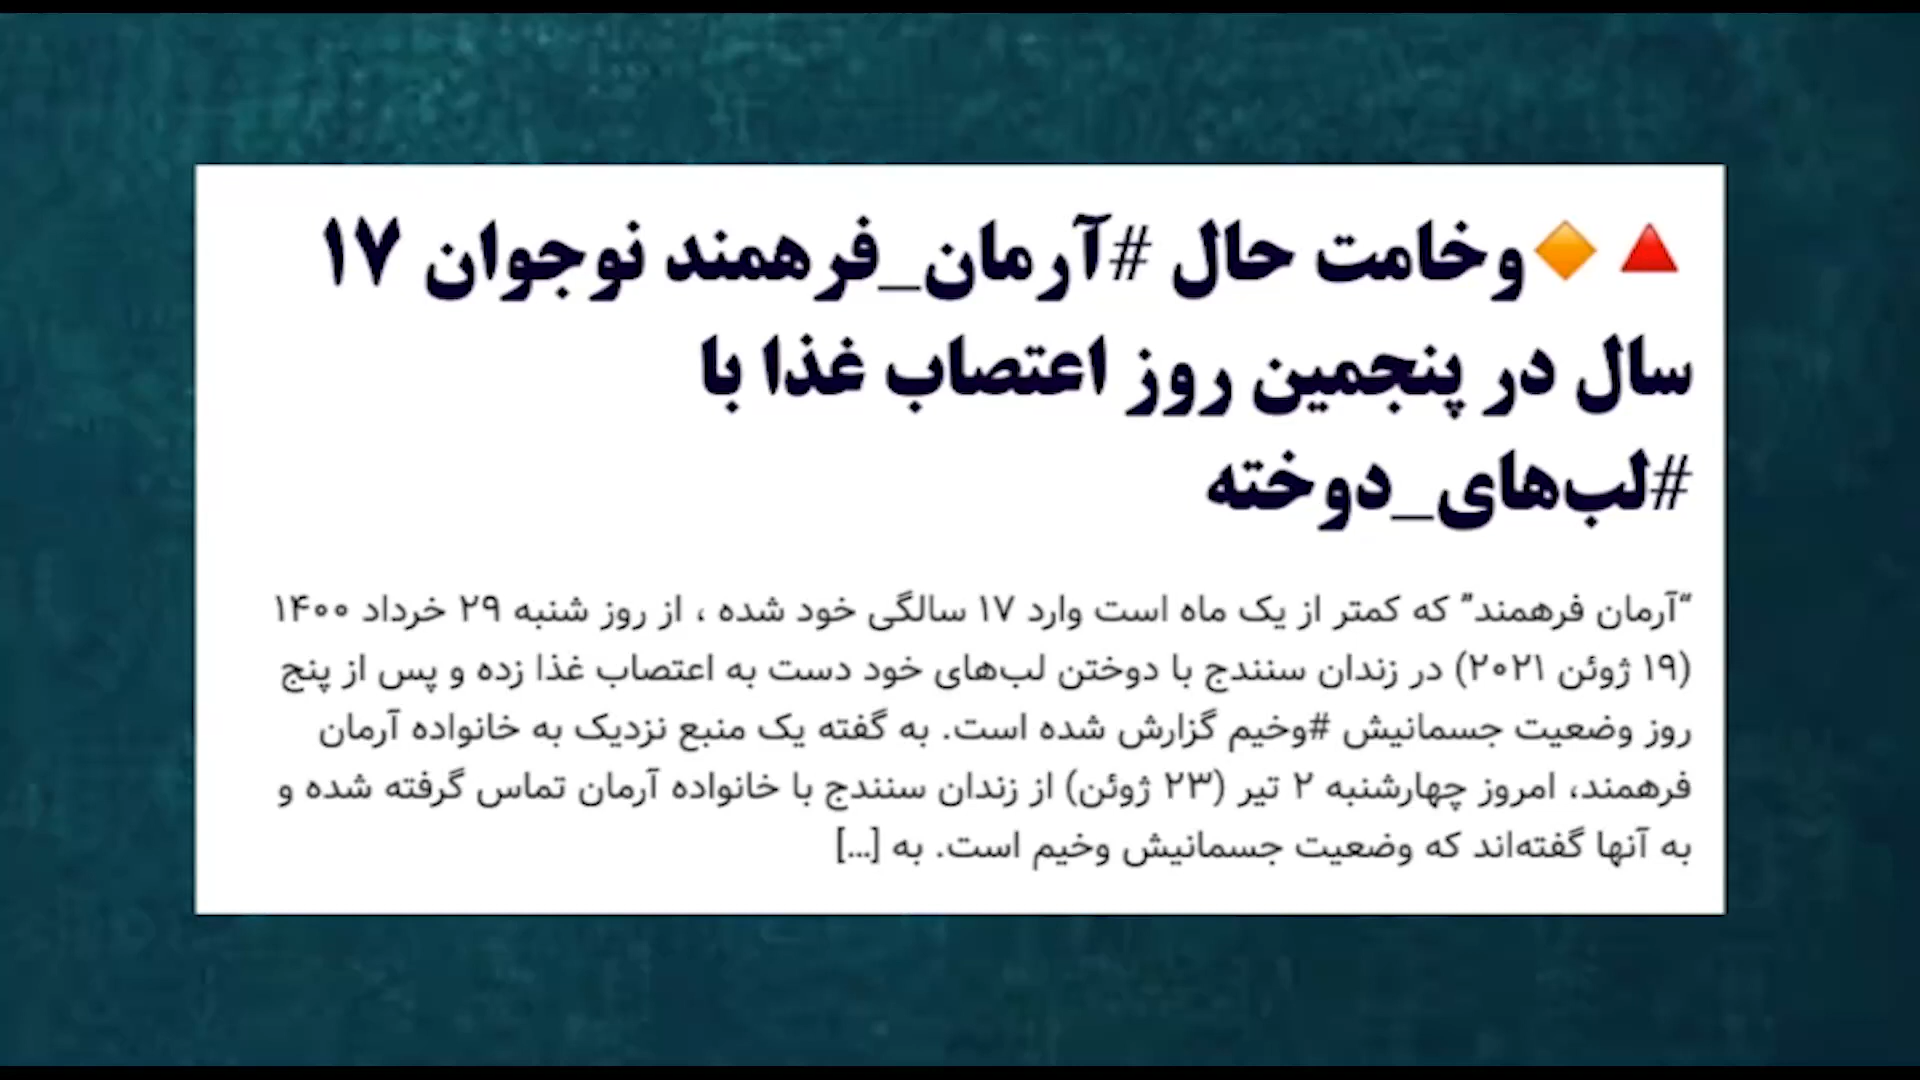 🔺🔶وخامت حال #آرمان_فرهمند نوجوان ۱۷
سال در پنجمین روز اعتصاب غذا با
#لب‌های_دوخته
“آرمان فرهمند” که کمتر از یک ماه است وارد ۱۷ سالگی خود شده ، از روز شنبه ۲۹ خرداد ۱۴۰۰
(۱۹ ژوئن ۲۰۲۱) در زندان سنندج با دوختن لب‌های خود دست به اعتصاب غذا زده و پس از پنج
روز وضعیت جسمانیش #وخیم گزارش شده است. به گفته یک منبع نزدیک به خانواده آرمان
فرهمند، امروز چهارشنبه ۲ تیر (۲۳ ژوئن) از زندان سنندج با خانواده آرمان تماس گرفته شده و
به آنها گفته‌اند که وضعیت جسمانیش وخیم است. به […]